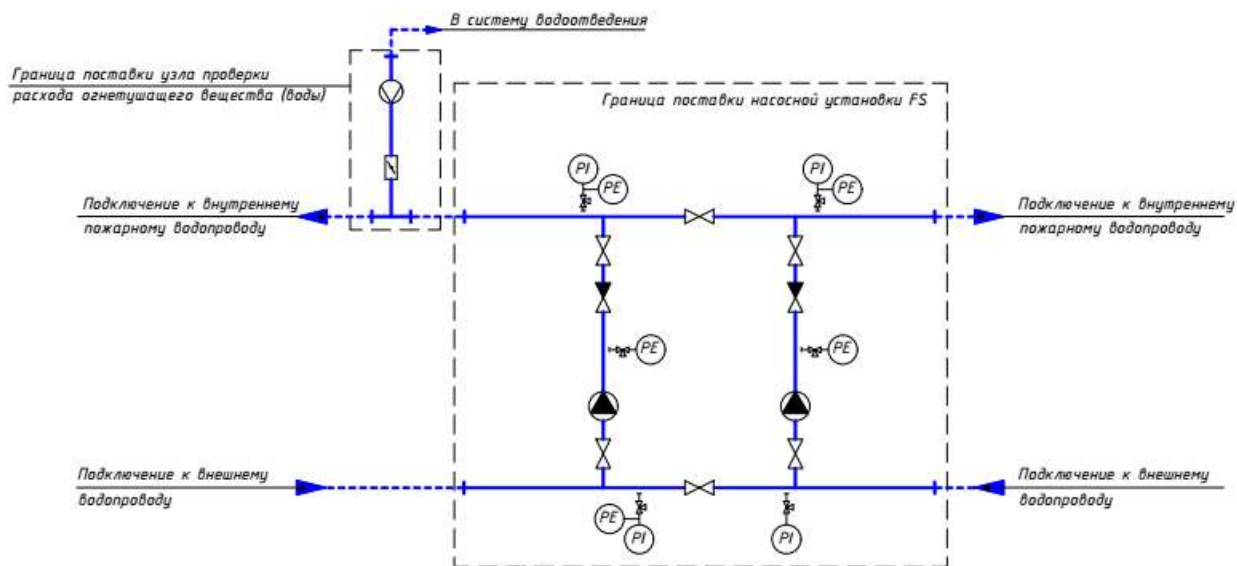 В систему водоотведения
Граница поставки узла проверки
расхода огнетушащего вещества (воды)
Граница поставки насосной установки FS
PI
PE
PI
PE
Подключение к внутреннему
пожарному водопроводу
Подключение к внутреннему
пожарному водопроводу
PE
PE
Подключение к внешнему
водопроводу
Подключение к внешнему
водопроводу
PE
PI
PI